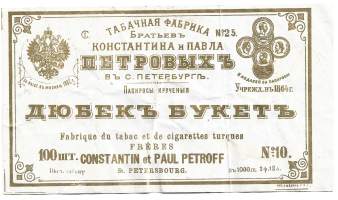 ТАБАЧНАЯ ФАБРИКА
№25.
БРАТЬЕВЪ
КОНСТАНТИНА и ПАВЛА
ПЕТРОВЫХЪ
ВЪ С. ПЕТЕРБУРГѢ.
ПАПИРОСЫ КРУЧЕНЫЯ
УЧРЕЖД. ВЪ 1864 г.
ДЮБЕКЪ БУКЕТЪ
Fabrique du tabac et de cigarettes turques
FRÈRES
100 ШТ.
CONSTANTIN et PAUL PETROFF
№10.
St. PETERSBOURG.